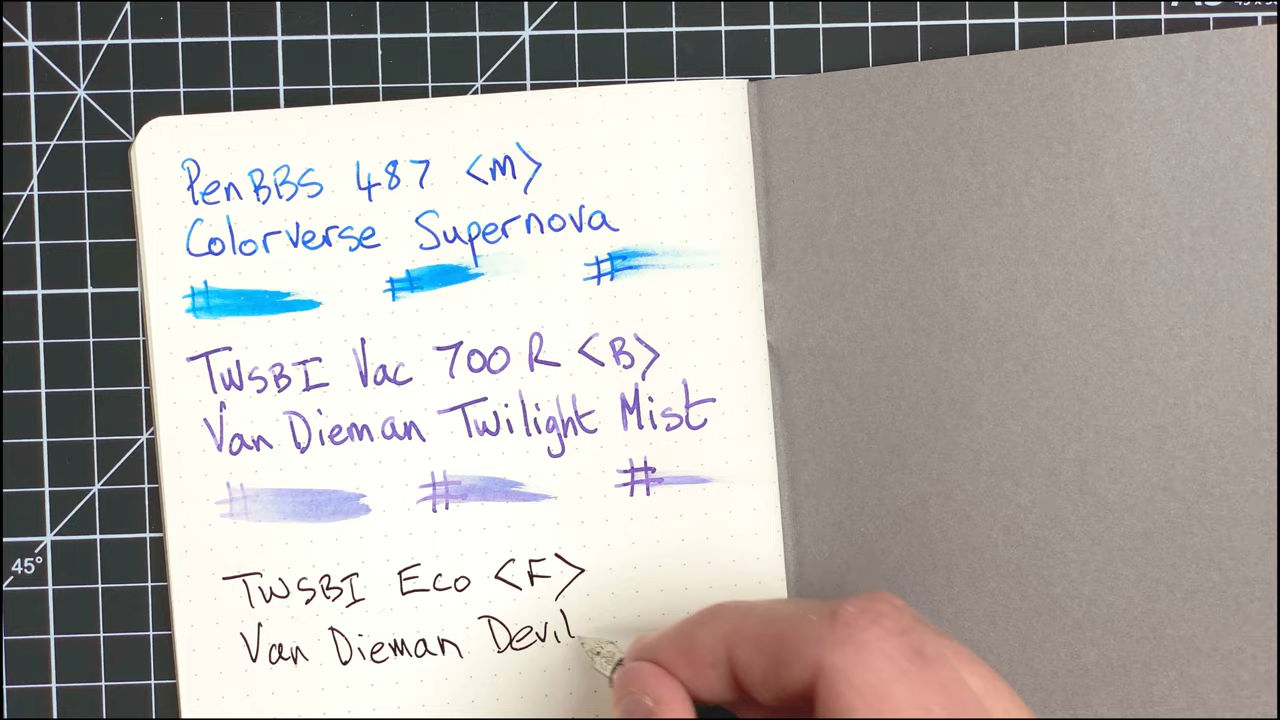 PenBBS 487 <M>
Colorverse Supernova
# # #
TWSBI Vac 700 R <B>
Van Dieman Twilight Mist
# # #
TWSBI Eco <F>
Van Dieman Devil
45°